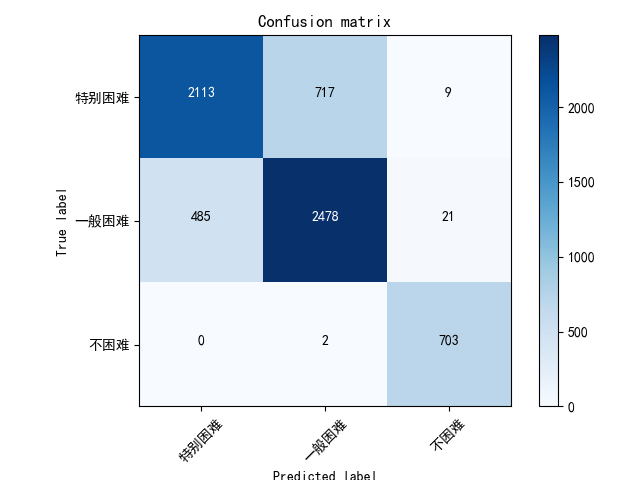 Confusion matrix
特别困难 2113 717 9
一般困难 485 2478 21
不困难 0 2 703
True label
特别困难 一般困难 不困难
Predicted label
2000
1500
1000
500
0